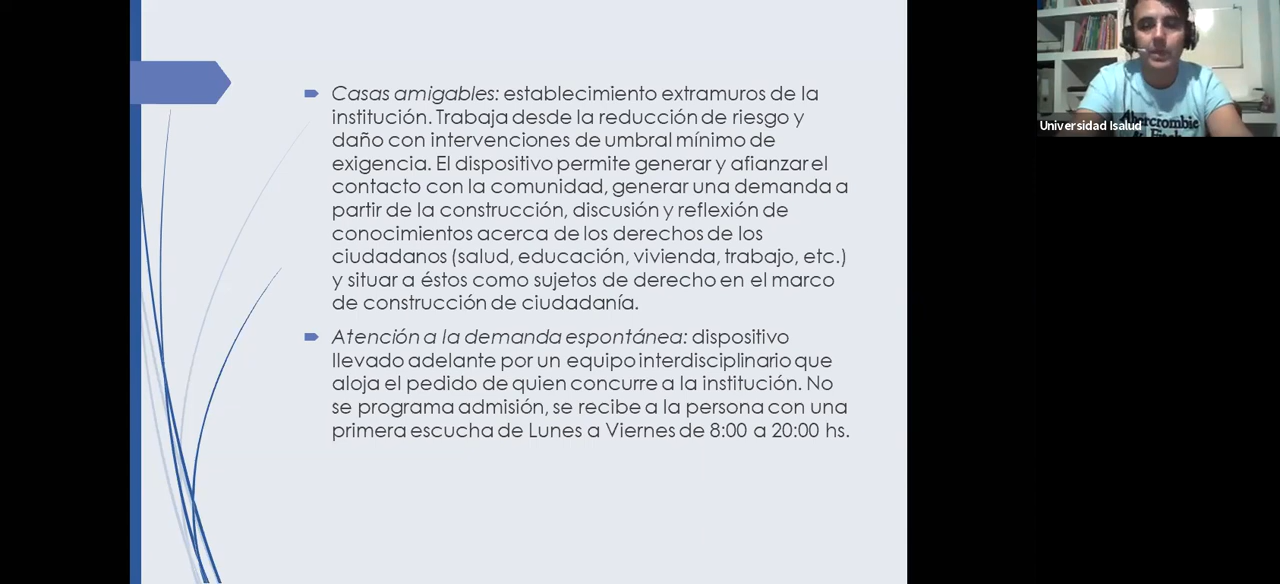 Casas amigables: establecimiento extramuros de la
institución. Trabaja desde la reducción de riesgo y
daño con intervenciones de umbral mínimo de
exigencia. El dispositivo permite generar y afianzar el
contacto con la comunidad, generar una demanda a
partir de la construcción, discusión y reflexión de
conocimientos acerca de los derechos de los
ciudadanos (salud, educación, vivienda, trabajo, etc.)
y situar a éstos como sujetos de derecho en el marco
de construcción de ciudadanía.
Atención a la demanda espontánea: dispositivo
llevado adelante por un equipo interdisciplinario que
aloja el pedido de quien concurre a la institución. No
se programa admisión, se recibe a la persona con una
primera escucha de Lunes a Viernes de 8:00 a 20:00 hs.
Universidad Isalud
Abercrombie